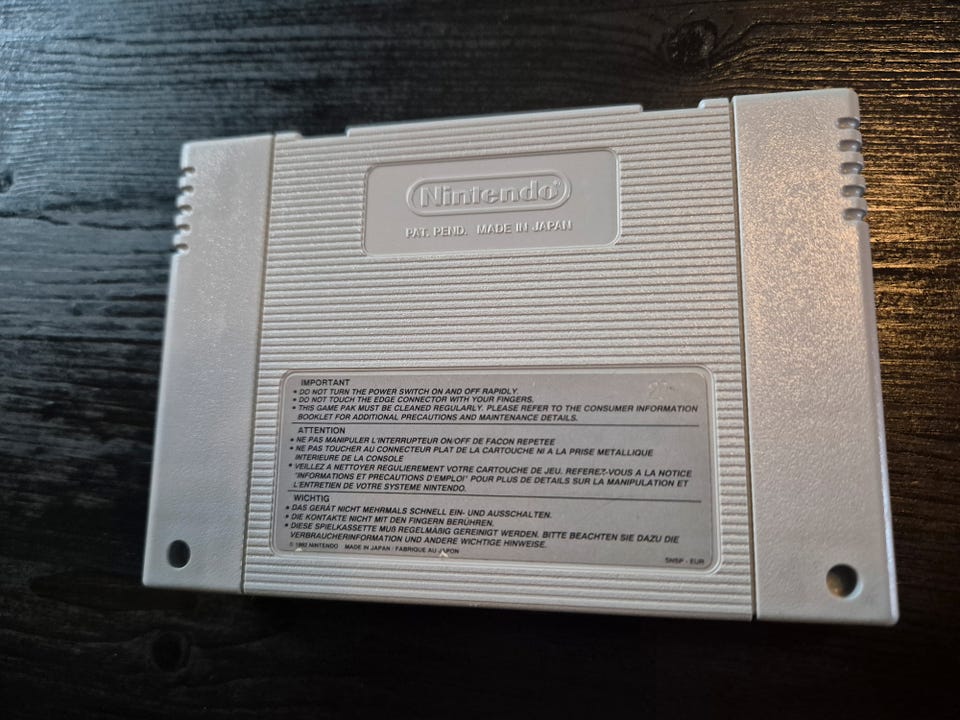 Nintendo®
PAT. PEND. MADE IN JAPAN
IMPORTANT
• DO NOT TURN THE POWER SWITCH ON AND OFF RAPIDLY.
• DO NOT TOUCH THE EDGE CONNECTOR WITH YOUR FINGERS.
• THIS GAME PAK MUST BE CLEANED REGULARLY. PLEASE REFER TO THE CONSUMER INFORMATION
BOOKLET FOR ADDITIONAL PRECAUTIONS AND MAINTENANCE DETAILS.
ATTENTION
• NE PAS MANIPULER L'INTERRUPTEUR ON/OFF DE FACON REPETEE
• NE PAS TOUCHER AU CONNECTEUR PLAT DE LA CARTOUCHE NI A LA PRISE METALLIQUE
INTERIEURE DE LA CONSOLE
• VEILLEZ A NETTOYER REGULIEREMENT VOTRE CARTOUCHE DE JEU. REFEREZ-VOUS A LA NOTICE
"INFORMATIONS ET PRECAUTIONS D'EMPLOI" POUR PLUS DE DETAILS SUR LA MANIPULATION ET
L'ENTRETIEN DE VOTRE SYSTEME NINTENDO.
WICHTIG
• DAS GERÄT NICHT MEHRMALS SCHNELL EIN- UND AUSSCHALTEN.
• DIE KONTAKTE NICHT MIT DEN FINGERN BERÜHREN.
• DIESE SPIELKASSETTE MUß REGELMÄßIG GEREINIGT WERDEN. BITTE BEACHTEN SIE DAZU DIE
VERBRAUCHERINFORMATION UND ANDERE WICHTIGE HINWEISE.
© 1992 NINTENDO MADE IN JAPAN · FABRIQUE AU JAPON
SNSP - EUR